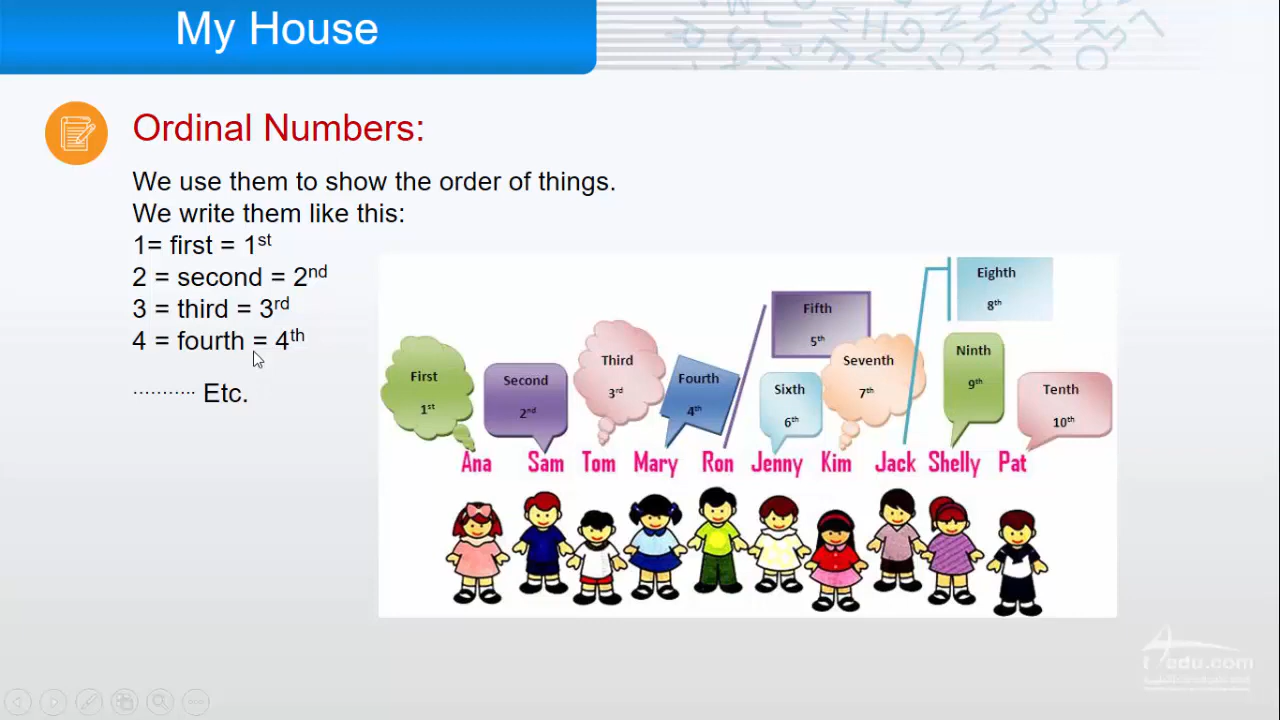 My House
Ordinal Numbers:
We use them to show the order of things.
We write them like this:
1= first = 1st
2 = second = 2nd
3 = third = 3rd
4 = fourth = 4th
.......... Etc.
First
1st
Second
2nd
Third
3rd
Fourth
4th
Fifth
5th
Sixth
6th
Seventh
7th
Eighth
8th
Ninth
9th
Tenth
10th
Ana Sam Tom Mary Ron Jenny Kim Jack Shelly Pat